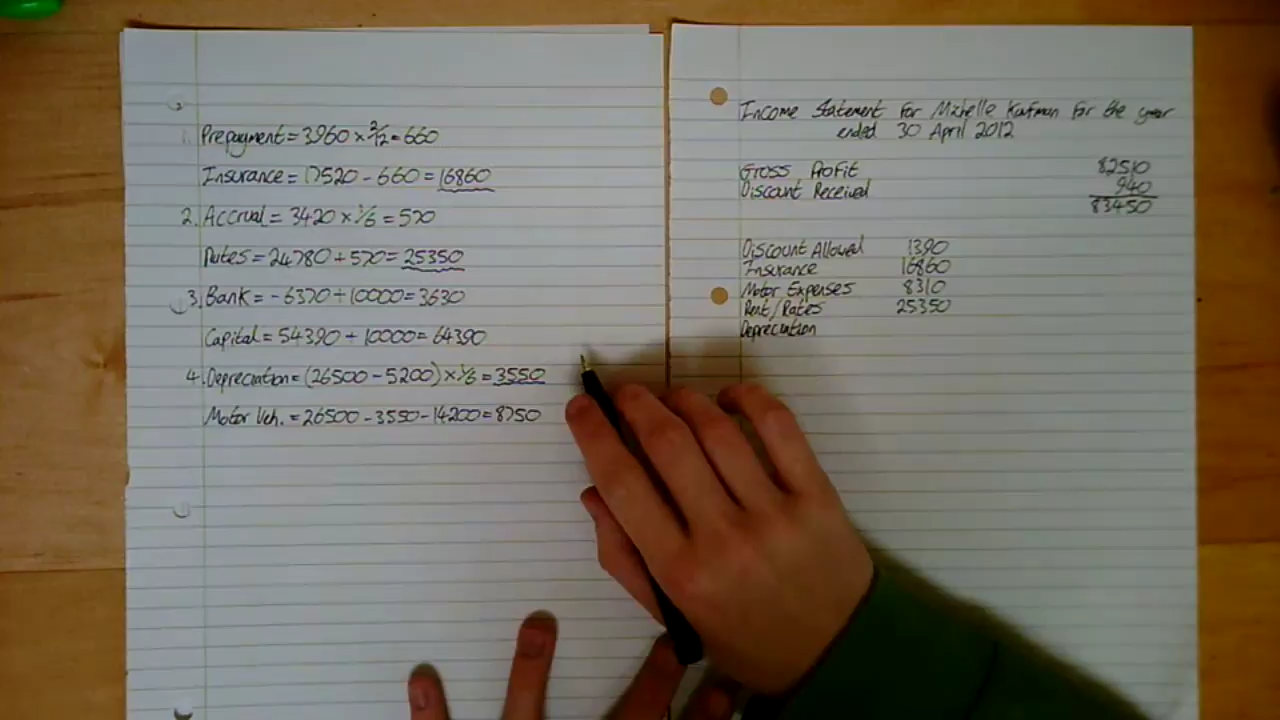 1. Prepayment = 3960 × 2/12 = 660
Insurance = 17520 - 660 = 16860
2. Accrual = 3420 × 1/6 = 570
Rates = 24780 + 570 = 25350
3. Bank = -6370 + 10000 = 3630
Capital = 54390 + 10000 = 64390
4. Depreciation = (26500 - 5200) × 1/6 = 3550
Motor Veh. = 26500 - 3550 - 14200 = 8750
Income Statement for Michelle Kaufman for the year
ended 30 April 2012
Gross Profit 82510
Discount Received 940
83450
Discount Allowed 1390
Insurance 16860
Motor Expenses 8310
Rent/Rates 25350
Depreciation